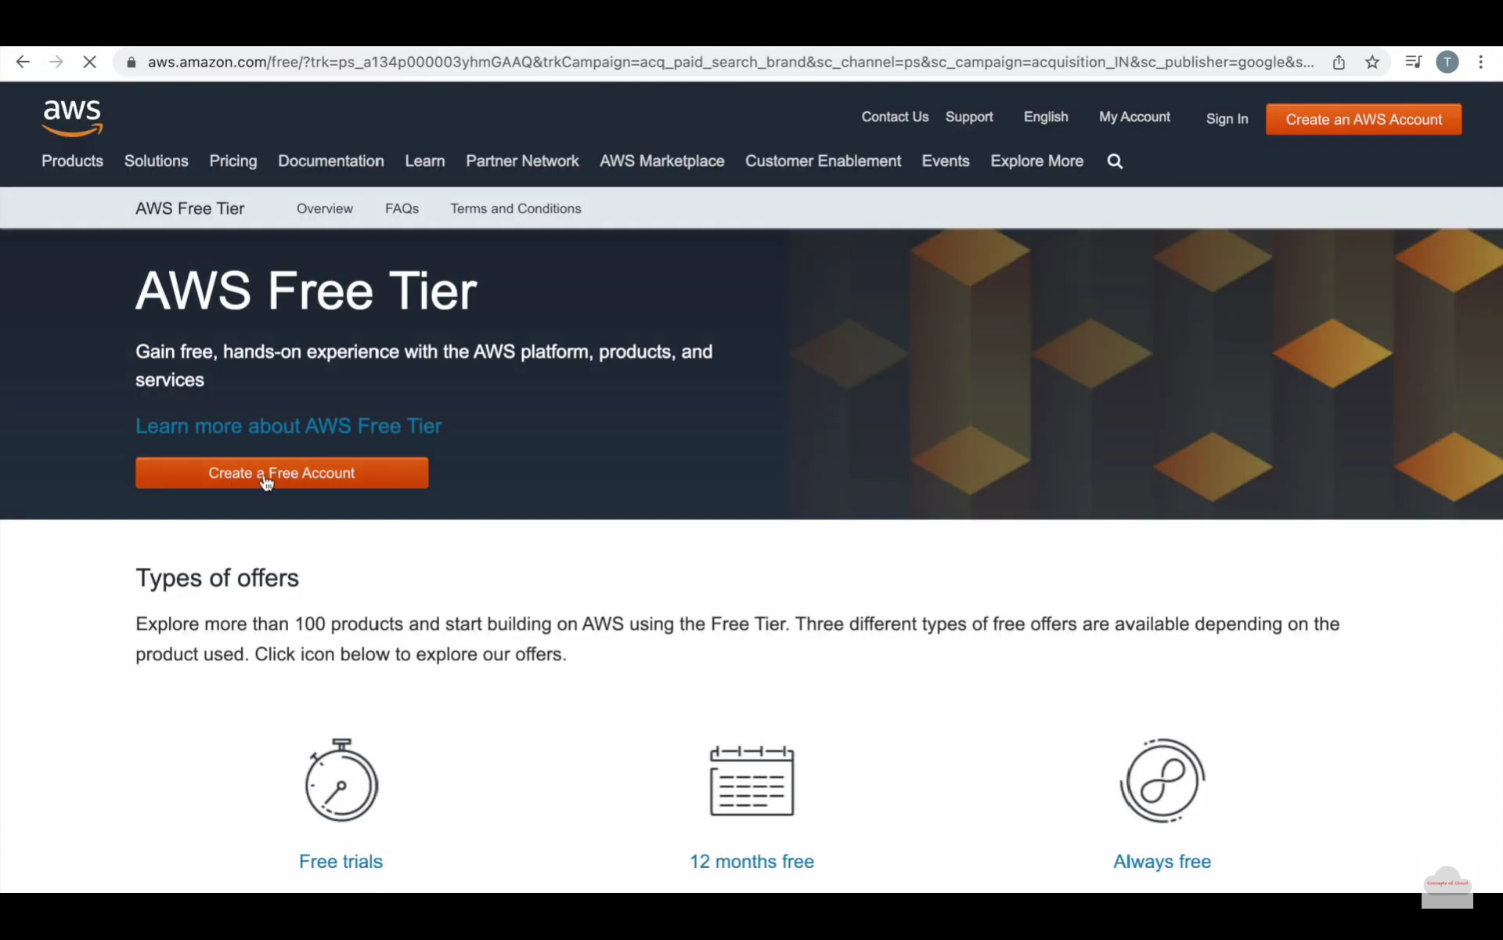 aws.amazon.com/free/?trk=ps_a134p000003yhmGAAQ&trkCampaign=acq_paid_search_brand&sc_channel=ps&sc_campaign=acquisition_IN&sc_publisher=google&s...
T
aws
Contact Us Support English My Account Sign In Create an AWS Account
Products Solutions Pricing Documentation Learn Partner Network AWS Marketplace Customer Enablement Events Explore More
AWS Free Tier Overview FAQs Terms and Conditions
AWS Free Tier
Gain free, hands-on experience with the AWS platform, products, and
services
Learn more about AWS Free Tier
Create a Free Account
Types of offers
Explore more than 100 products and start building on AWS using the Free Tier. Three different types of free offers are available depending on the
product used. Click icon below to explore our offers.
Free trials 12 months free Always free
Concepts of Cloud